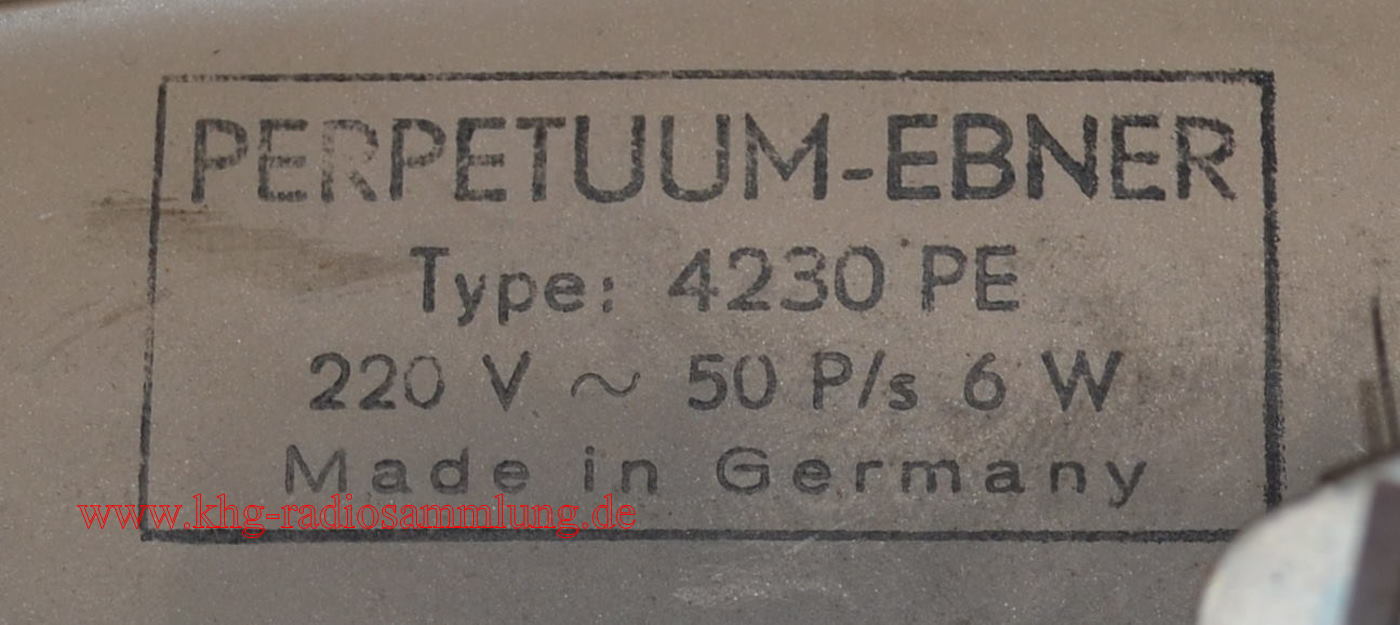 PERPETUUM-EBNER
Type: 4230 PE
220 V ~ 50 P/s 6 W
Made in Germany
www.khg-radiosammlung.de